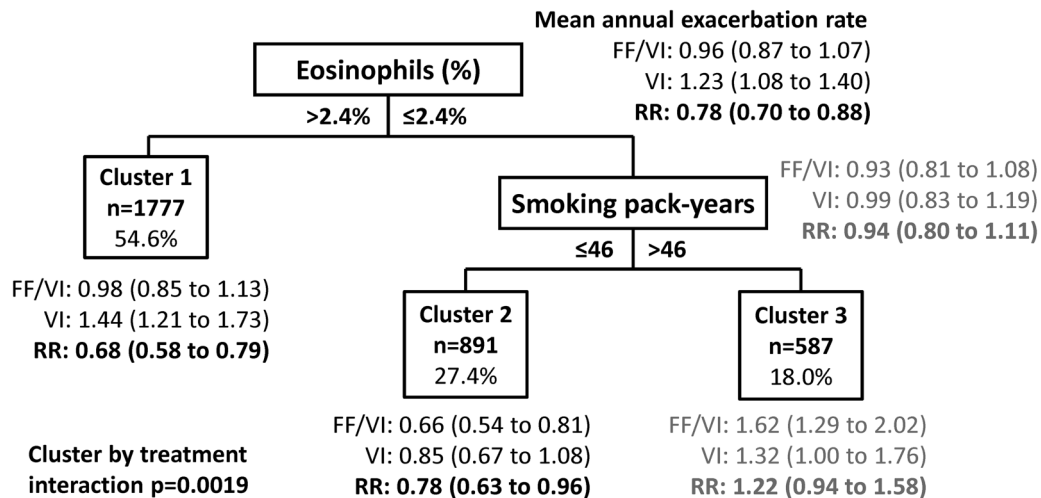 Mean annual exacerbation rate
FF/VI: 0.96 (0.87 to 1.07)
VI: 1.23 (1.08 to 1.40)
RR: 0.78 (0.70 to 0.88)
Eosinophils (%)
>2.4%
≤2.4%
Cluster 1
n=1777
54.6%
FF/VI: 0.98 (0.85 to 1.13)
VI: 1.44 (1.21 to 1.73)
RR: 0.68 (0.58 to 0.79)
Smoking pack-years
FF/VI: 0.93 (0.81 to 1.08)
VI: 0.99 (0.83 to 1.19)
RR: 0.94 (0.80 to 1.11)
≤46
>46
Cluster 2
n=891
27.4%
FF/VI: 0.66 (0.54 to 0.81)
VI: 0.85 (0.67 to 1.08)
RR: 0.78 (0.63 to 0.96)
Cluster 3
n=587
18.0%
FF/VI: 1.62 (1.29 to 2.02)
VI: 1.32 (1.00 to 1.76)
RR: 1.22 (0.94 to 1.58)
Cluster by treatment
interaction p=0.0019